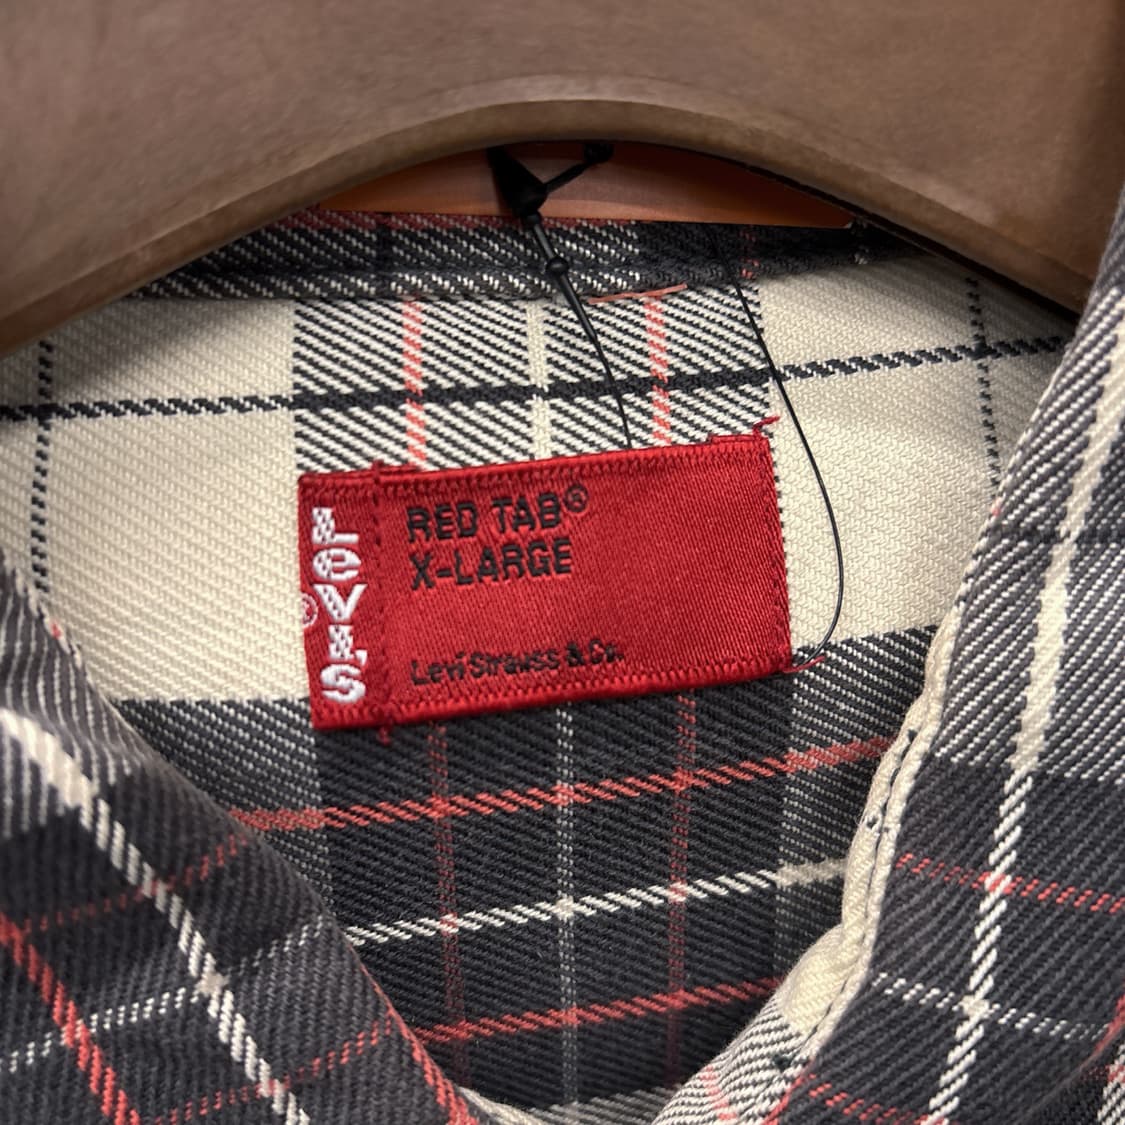 LEVI'S®
RED TAB®
X-LARGE
Levi Strauss & Co.